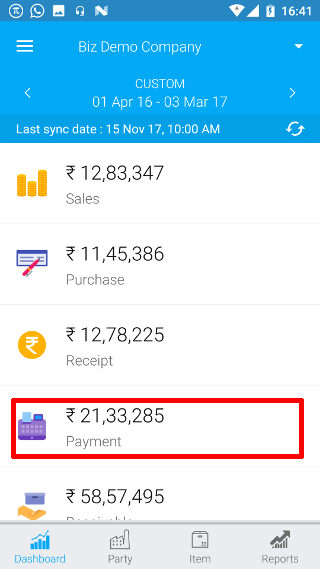 16:41
Biz Demo Company
CUSTOM
01 Apr 16 - 03 Mar 17
Last sync date : 15 Nov 17, 10:00 AM
₹ 12,83,347
Sales
₹ 11,45,386
Purchase
₹ 12,78,225
Receipt
₹ 21,33,285
Payment
₹ 58,57,495
Receivable
Dashboard
Party
Item
Reports